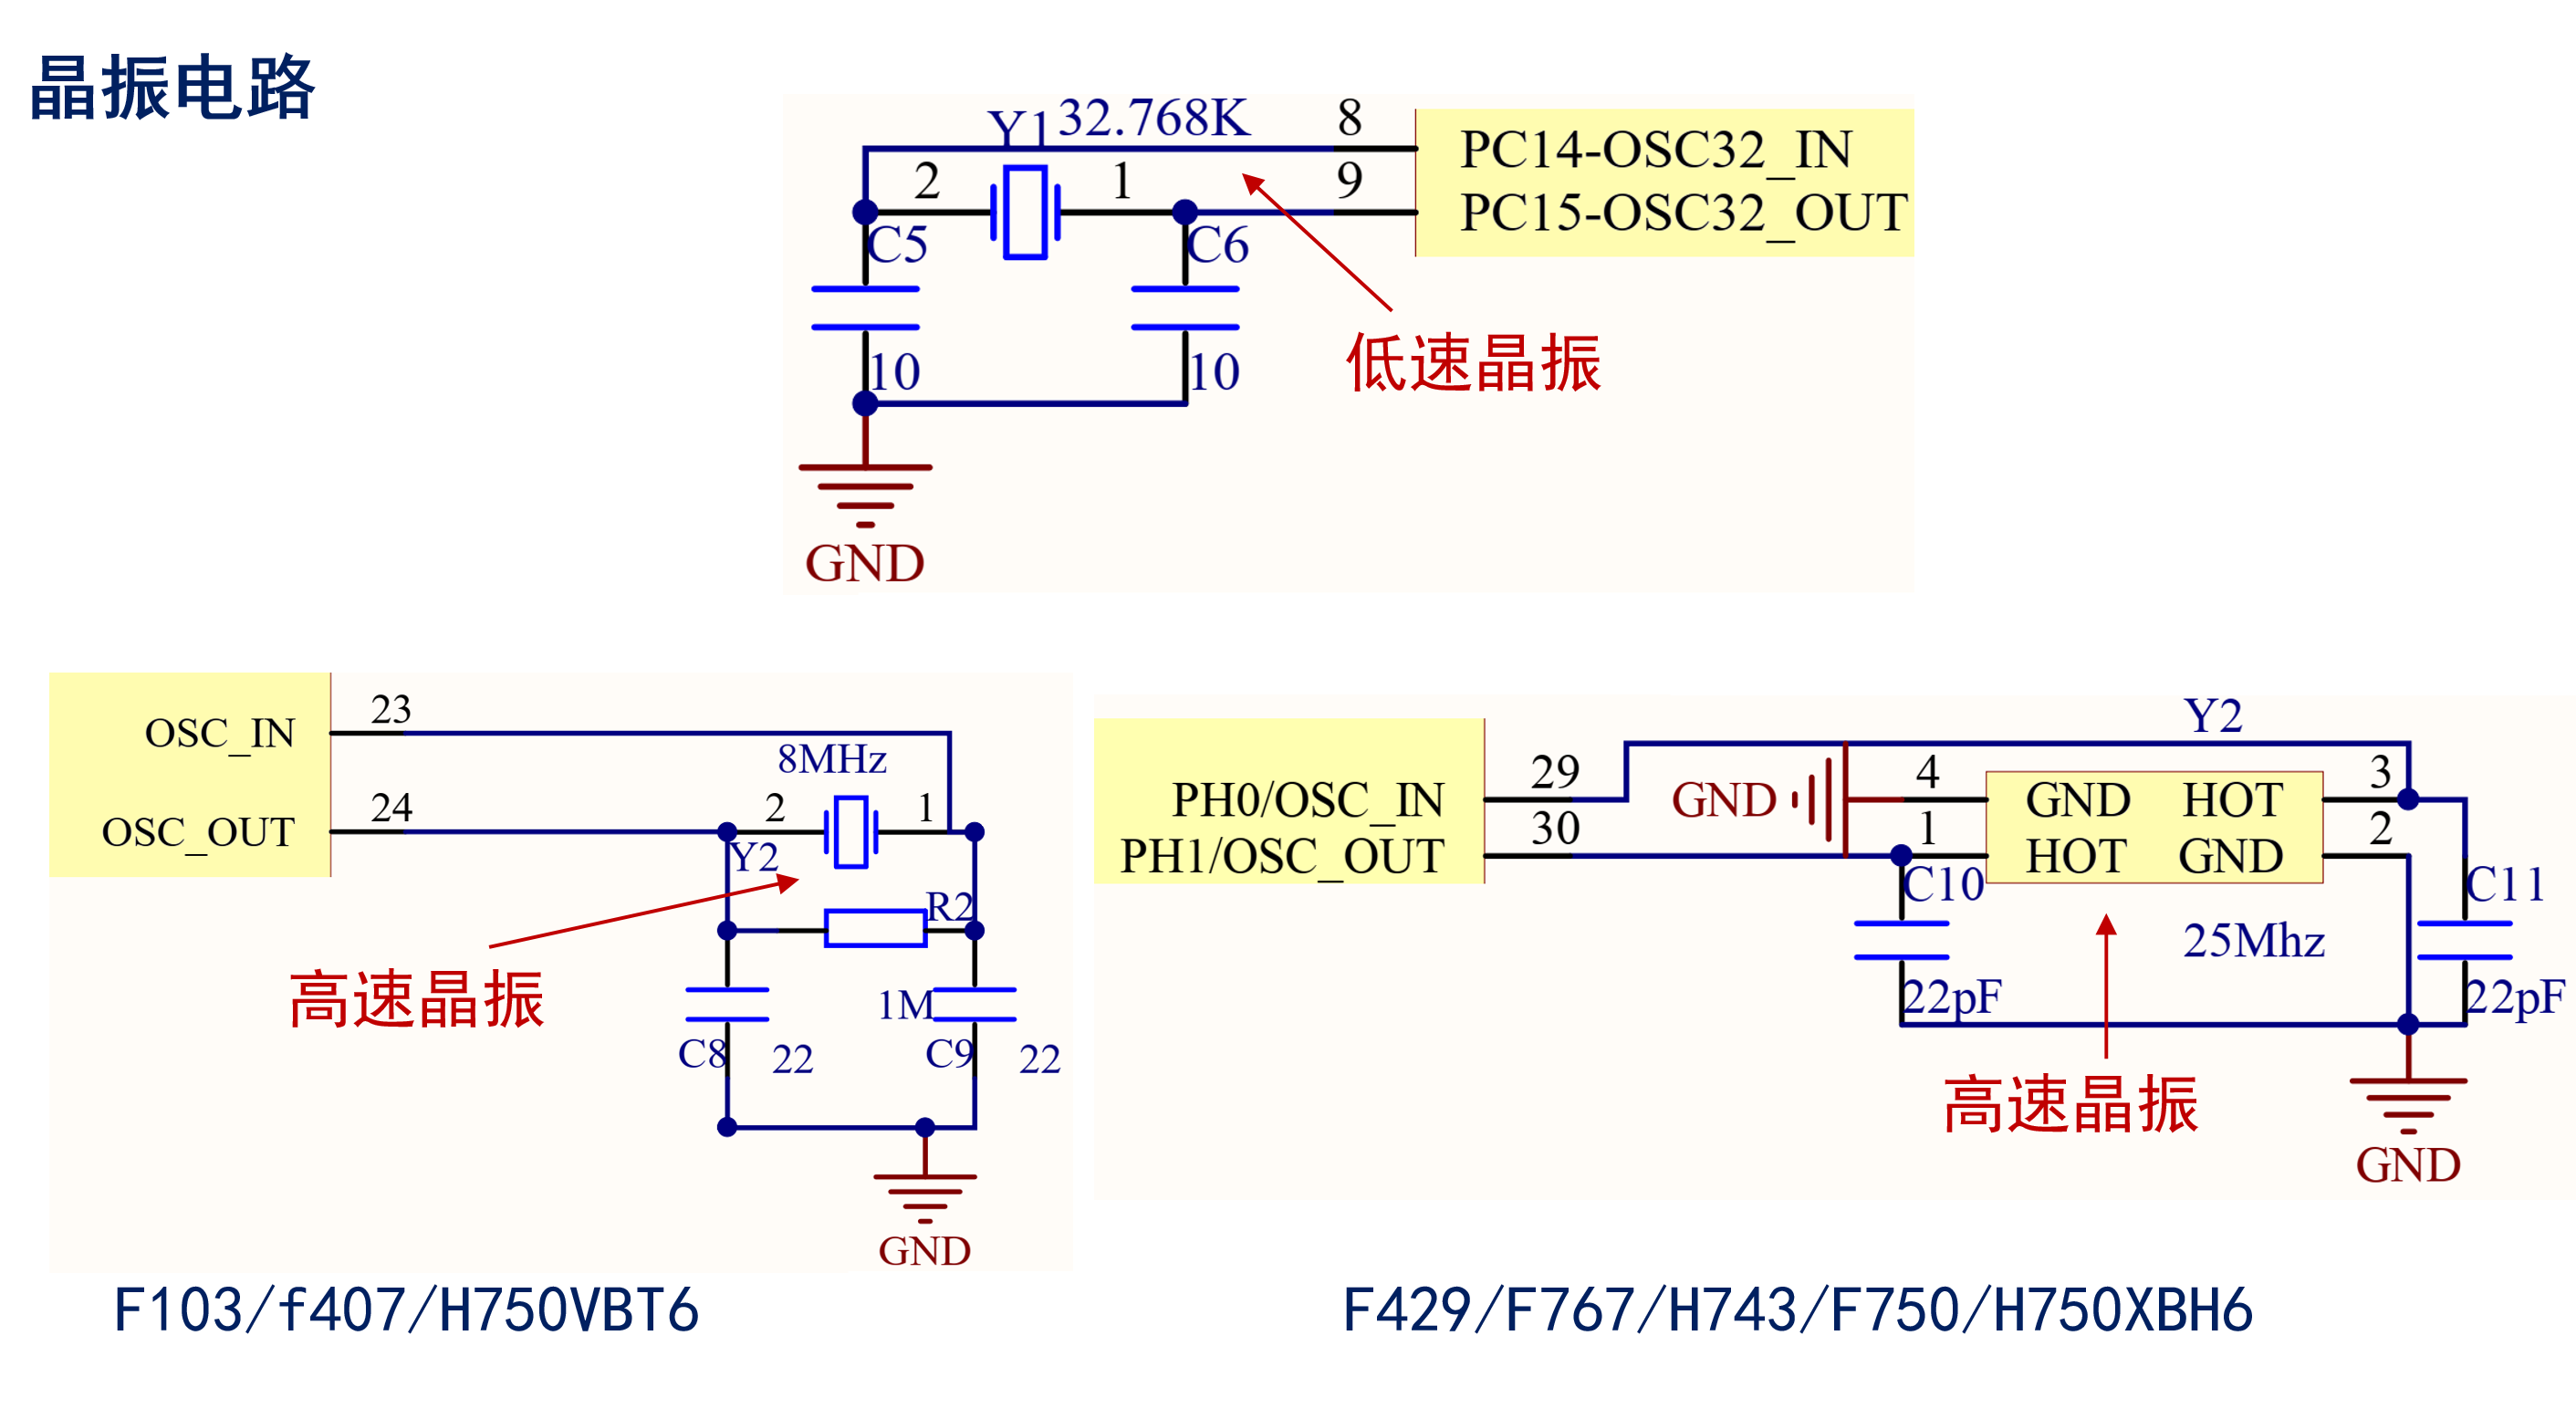 晶振电路
Y1 32.768K
8
PC14-OSC32_IN
2
1
9
PC15-OSC32_OUT
C5
C6
10
10
低速晶振
GND
OSC_IN
23
8MHz
OSC_OUT
24
2
1
Y2
R2
高速晶振
1M
C8
22
C9
22
GND
F103/f407/H750VBT6
Y2
PH0/OSC_IN
29
GND
4
GND
HOT
3
PH1/OSC_OUT
30
1
HOT
GND
2
C10
C11
25Mhz
22pF
22pF
高速晶振
GND
F429/F767/H743/F750/H750XBH6